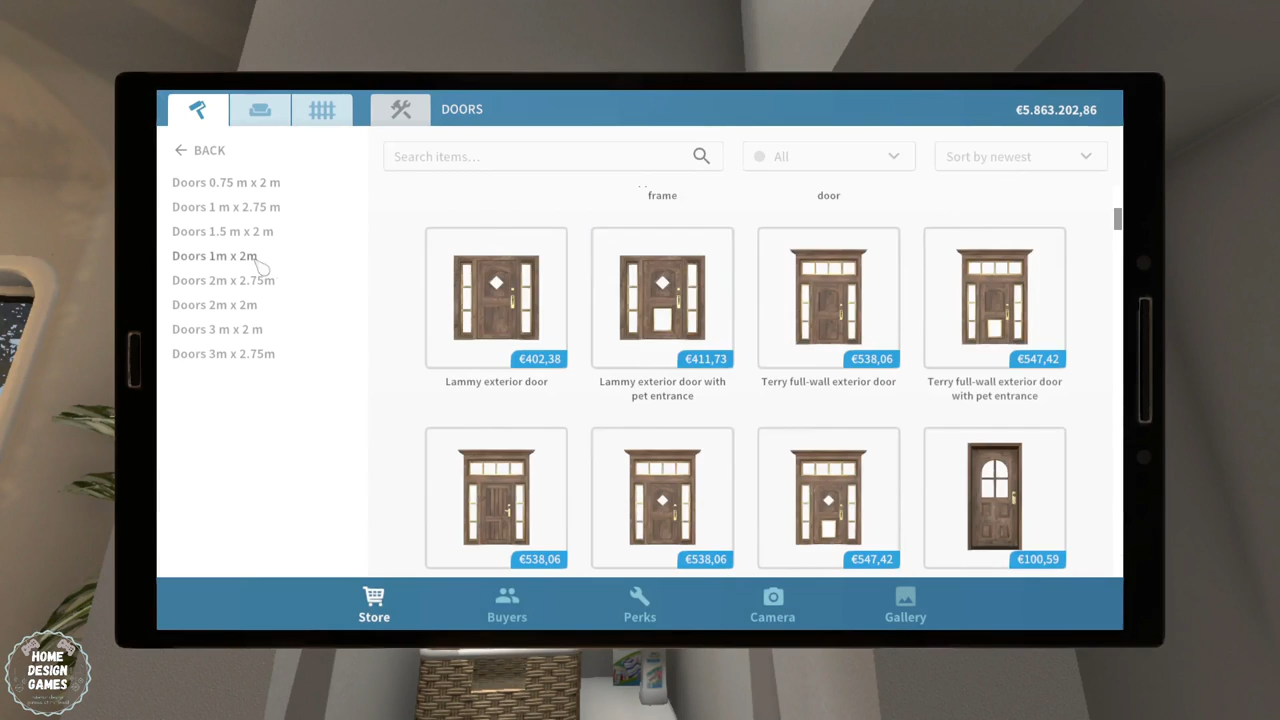 DOORS
€5.863.202,86
BACK
Search items...
All
Sort by newest
Doors 0.75 m x 2 m
Doors 1 m x 2.75 m
Doors 1.5 m x 2 m
Doors 1m x 2m
Doors 2m x 2.75m
Doors 2m x 2m
Doors 3 m x 2 m
Doors 3m x 2.75m
frame
door
€402,38
€411,73
€538,06
€547,42
Lammy exterior door
Lammy exterior door with
pet entrance
Terry full-wall exterior door
Terry full-wall exterior door
with pet entrance
€538,06
€538,06
€547,42
€100,59
Store
Buyers
Perks
Camera
Gallery
HOME
DESIGN
GAMES